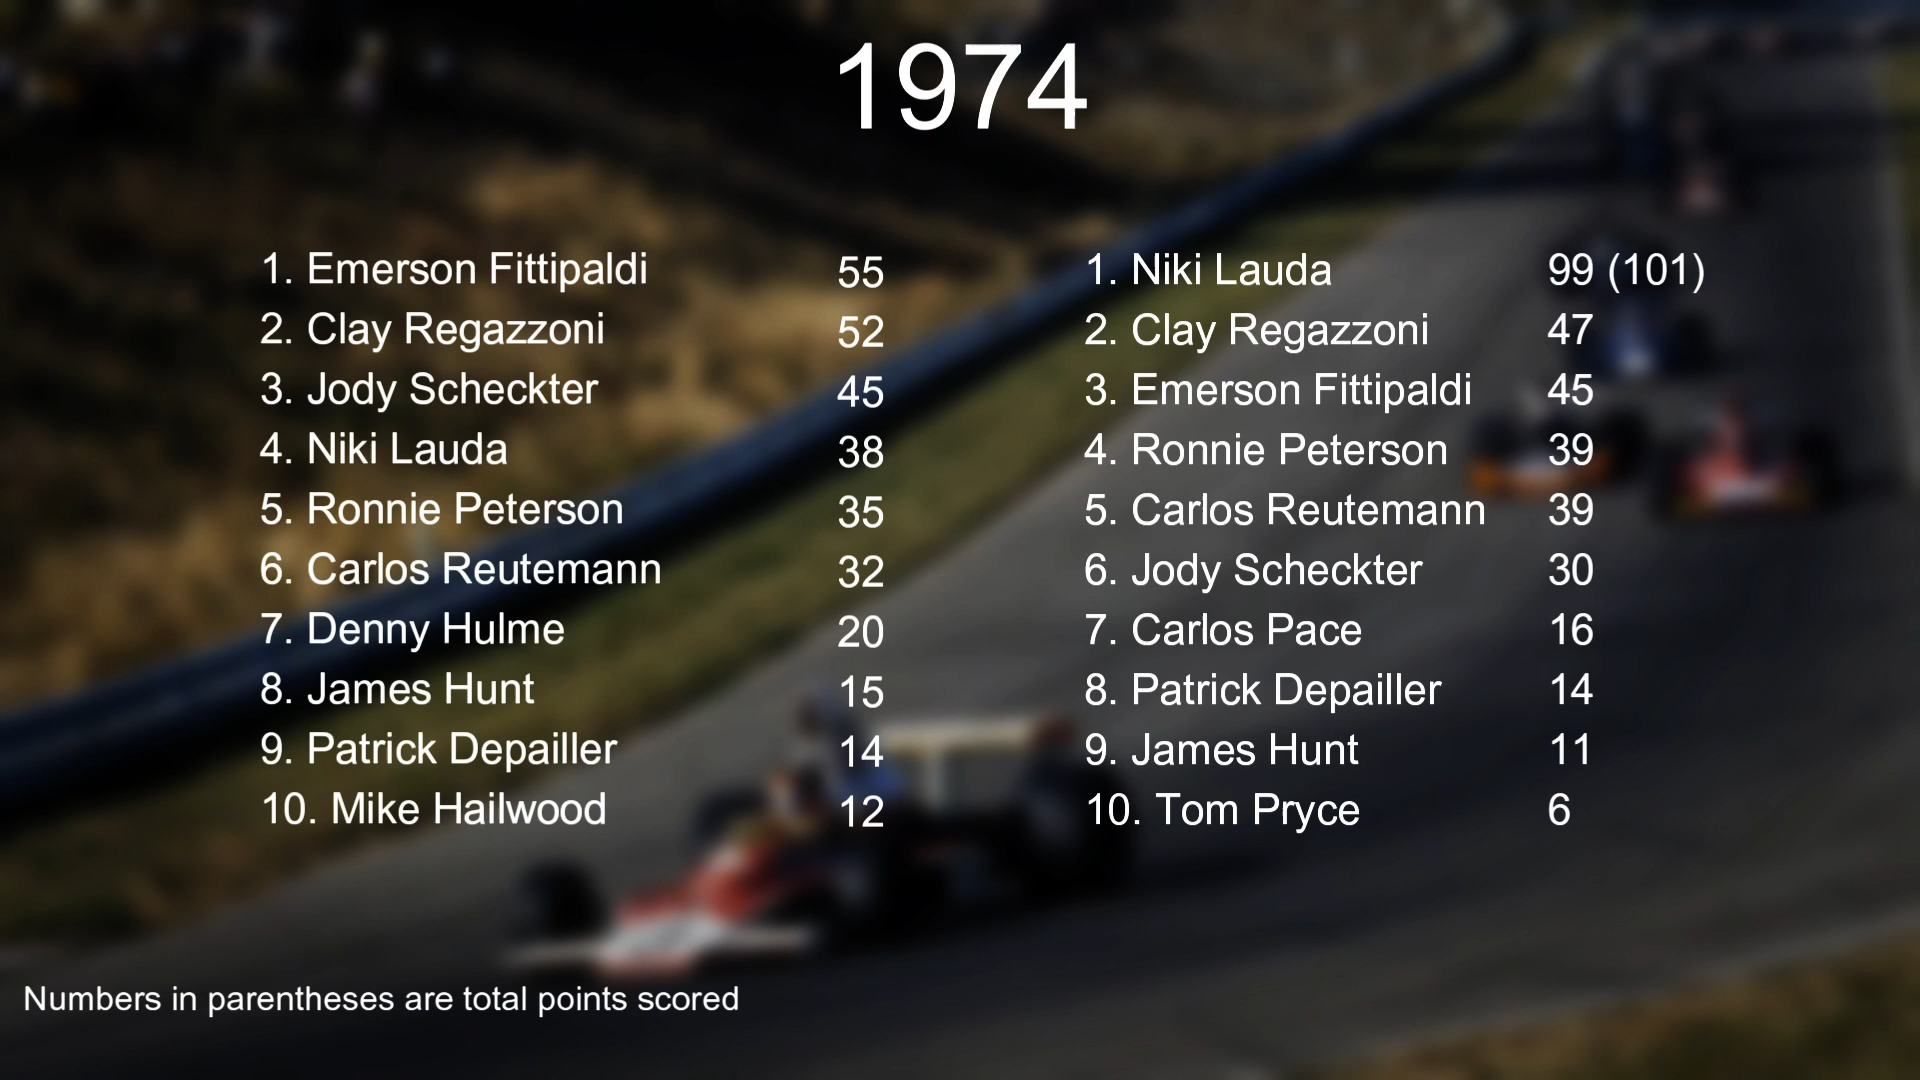 1974
1. Emerson Fittipaldi 55
2. Clay Regazzoni 52
3. Jody Scheckter 45
4. Niki Lauda 38
5. Ronnie Peterson 35
6. Carlos Reutemann 32
7. Denny Hulme 20
8. James Hunt 15
9. Patrick Depailler 14
10. Mike Hailwood 12
1. Niki Lauda 99 (101)
2. Clay Regazzoni 47
3. Emerson Fittipaldi 45
4. Ronnie Peterson 39
5. Carlos Reutemann 39
6. Jody Scheckter 30
7. Carlos Pace 16
8. Patrick Depailler 14
9. James Hunt 11
10. Tom Pryce 6
Numbers in parentheses are total points scored